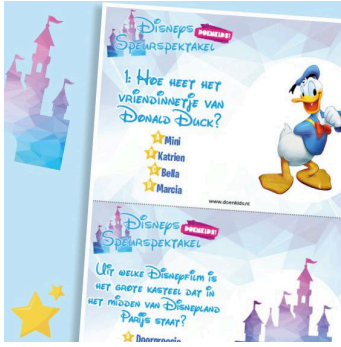 Disneys DOENKIDS!
Speurspektakel
1: Hoe heet het
vriendinnetje van
Donald Duck?
Mini
Katrien
Bella
Marcia
www.doenkids.nl
Disneys DOENKIDS!
Speurspektakel
Uit welke Disneyfilm is
het grote kasteel dat in
het midden van Disneyland
Parijs staat?
Doornroosje